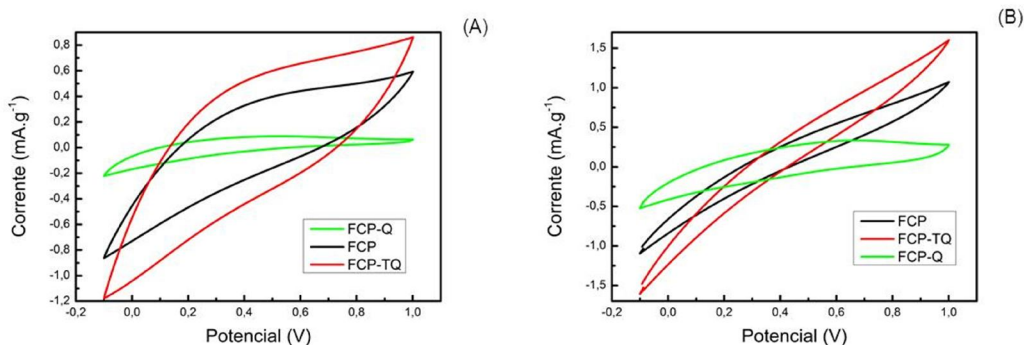 (A)
Corrente (mA.g-1)
0,8
0,6
0,4
0,2
0,0
-0,2
-0,4
-0,6
-0,8
-1,0
-1,2
FCP-Q
FCP
FCP-TQ
-0,2 0,0 0,2 0,4 0,6 0,8 1,0
Potencial (V)
(B)
Corrente (mA.g-1)
1,5
1,0
0,5
0,0
-0,5
-1,0
-1,5
FCP
FCP-TQ
FCP-Q
-0,2 0,0 0,2 0,4 0,6 0,8 1,0
Potencial (V)